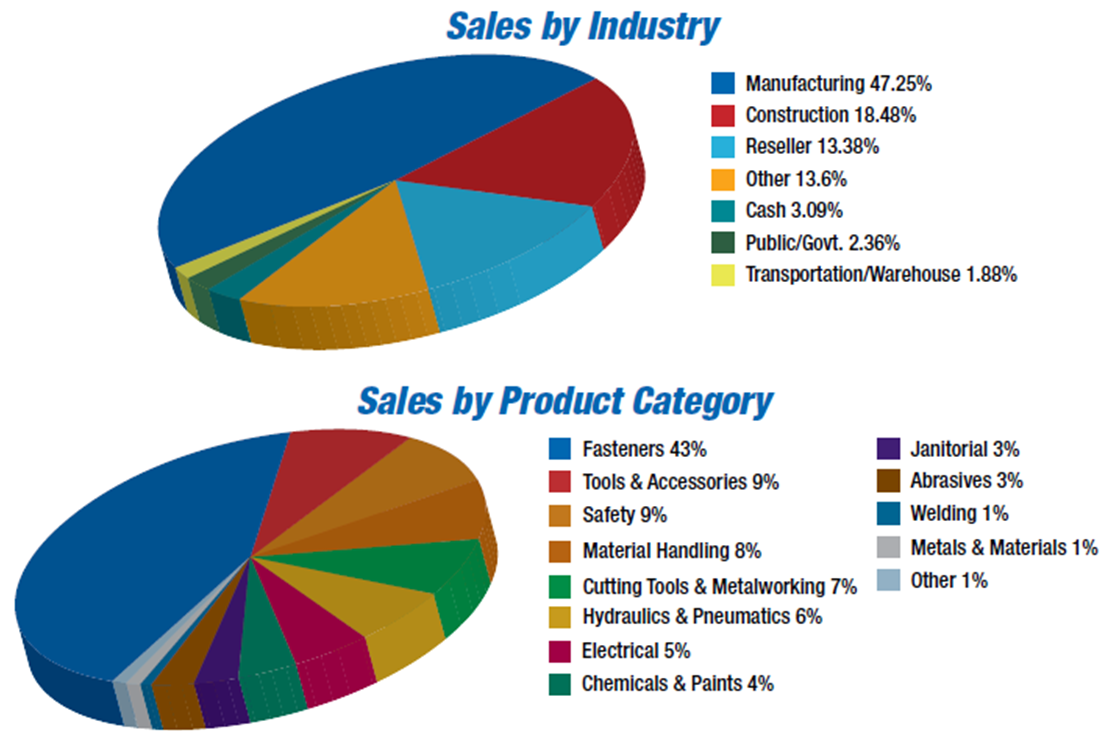 Sales by Industry
Manufacturing 47.25%
Construction 18.48%
Reseller 13.38%
Other 13.6%
Cash 3.09%
Public/Govt. 2.36%
Transportation/Warehouse 1.88%
Sales by Product Category
Fasteners 43%
Tools & Accessories 9%
Safety 9%
Material Handling 8%
Cutting Tools & Metalworking 7%
Hydraulics & Pneumatics 6%
Electrical 5%
Chemicals & Paints 4%
Janitorial 3%
Abrasives 3%
Welding 1%
Metals & Materials 1%
Other 1%